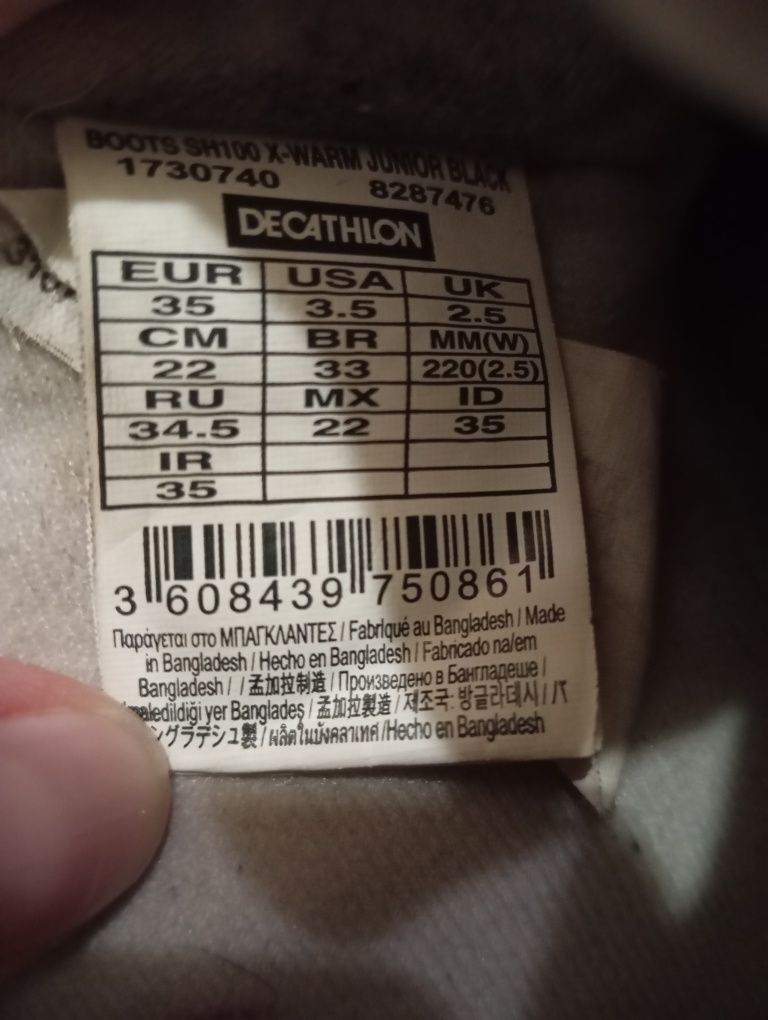 BOOTS SH100 X-WARM JUNIOR BLACK
1730740 8287476
DECATHLON
EUR USA UK
35 3.5 2.5
CM BR MM(W)
22 33 220(2.5)
RU MX ID
34.5 22 35
IR
35
3 608439 750861
Παράγεται στο ΜΠΑΓΚΛΑΝΤΕΣ / Fabriqué au Bangladesh / Made
in Bangladesh / Hecho en Bangladesh / Fabricado na/em
Bangladesh / / 孟加拉制造 / Произведено в Бангладеше /
yer Bangladeş / 孟加拉製造 / 제조국: 방글라데시 / バ
ングラデシュ製 / ผลิตในบังคลาเทศ /Hecho en Bangladesh